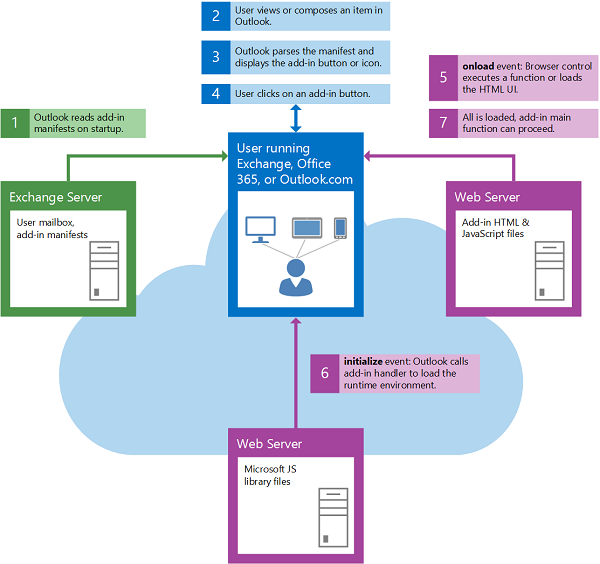 2
User views or composes an item in
Outlook.
3
Outlook parses the manifest and
displays the add-in button or icon.
4
User clicks on an add-in button.
5
onload event: Browser control
executes a function or loads
the HTML UI.
7
All is loaded, add-in main
function can proceed.
1
Outlook reads add-in
manifests on startup.
User running
Exchange, Office
365, or Outlook.com
Exchange Server
User mailbox,
add-in manifests
Web Server
Add-in HTML &
JavaScript files
6
initialize event: Outlook calls
add-in handler to load the
runtime environment.
Web Server
Microsoft JS
library files